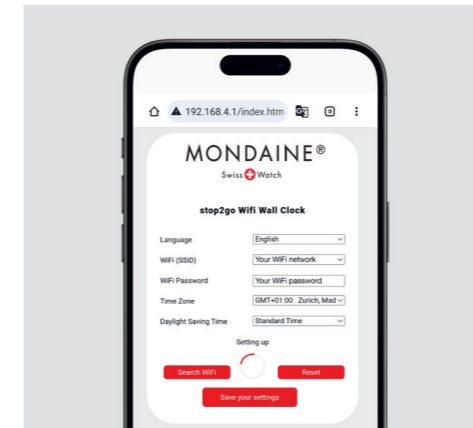 192.168.4.1/index.htm
MONDAINE®
Swiss Watch
stop2go Wifi Wall Clock
Language English
WiFi (SSID) Your WiFi network
WiFi Password Your WiFi password
Time Zone GMT+01:00 Zurich, Mad
Daylight Saving Time Standard Time
Setting up
Search WiFi Reset
Save your settings